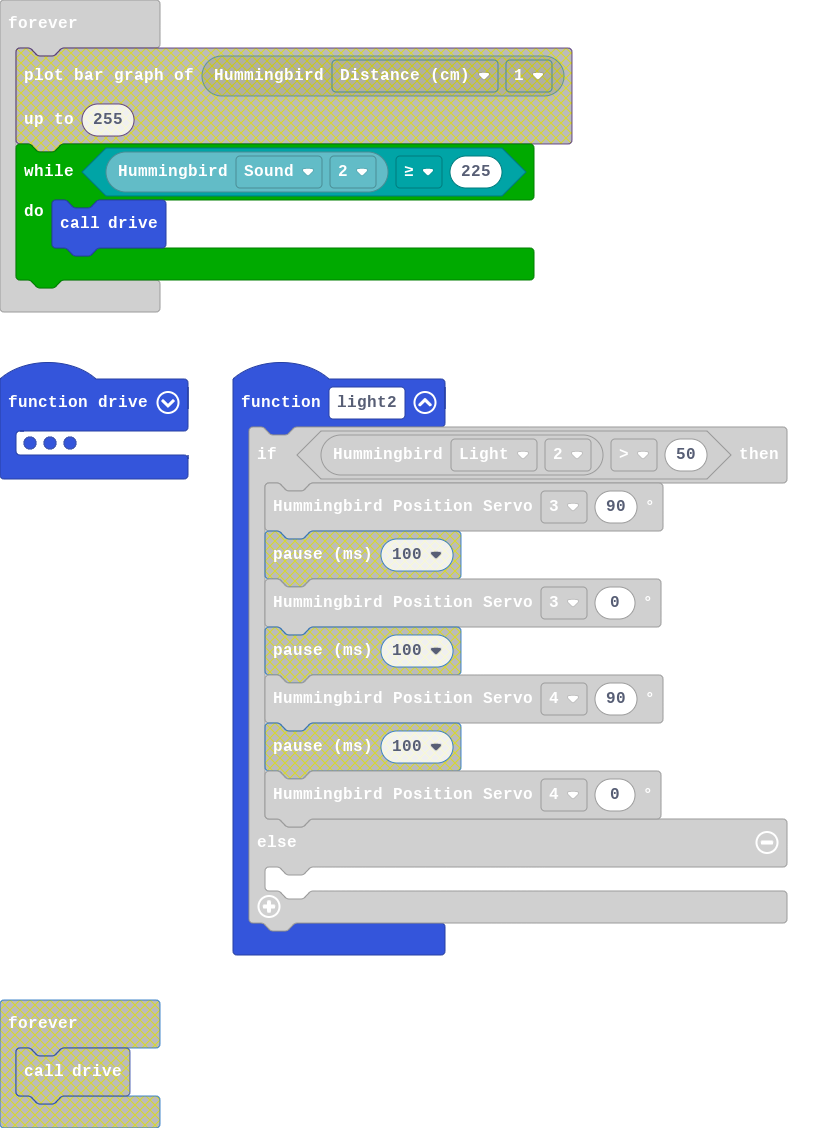 forever
plot bar graph of Hummingbird Distance (cm) 1
up to 255
while Hummingbird Sound 2 ≥ 225
do call drive
function drive
function light2
if Hummingbird Light 2 > 50 then
Hummingbird Position Servo 3 90 °
pause (ms) 100
Hummingbird Position Servo 3 0 °
pause (ms) 100
Hummingbird Position Servo 4 90 °
pause (ms) 100
Hummingbird Position Servo 4 0 °
else
forever
call drive